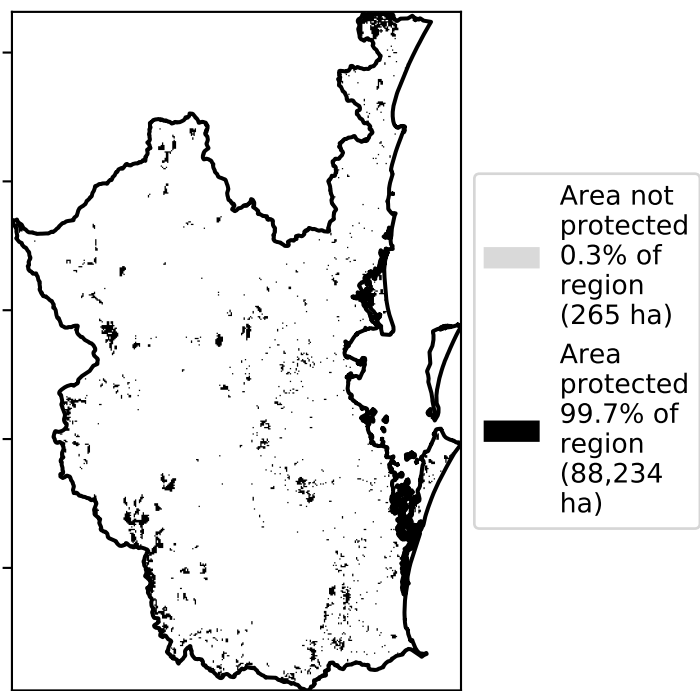 Area not
protected
0.3% of
region
(265 ha)
Area
protected
99.7% of
region
(88,234
ha)